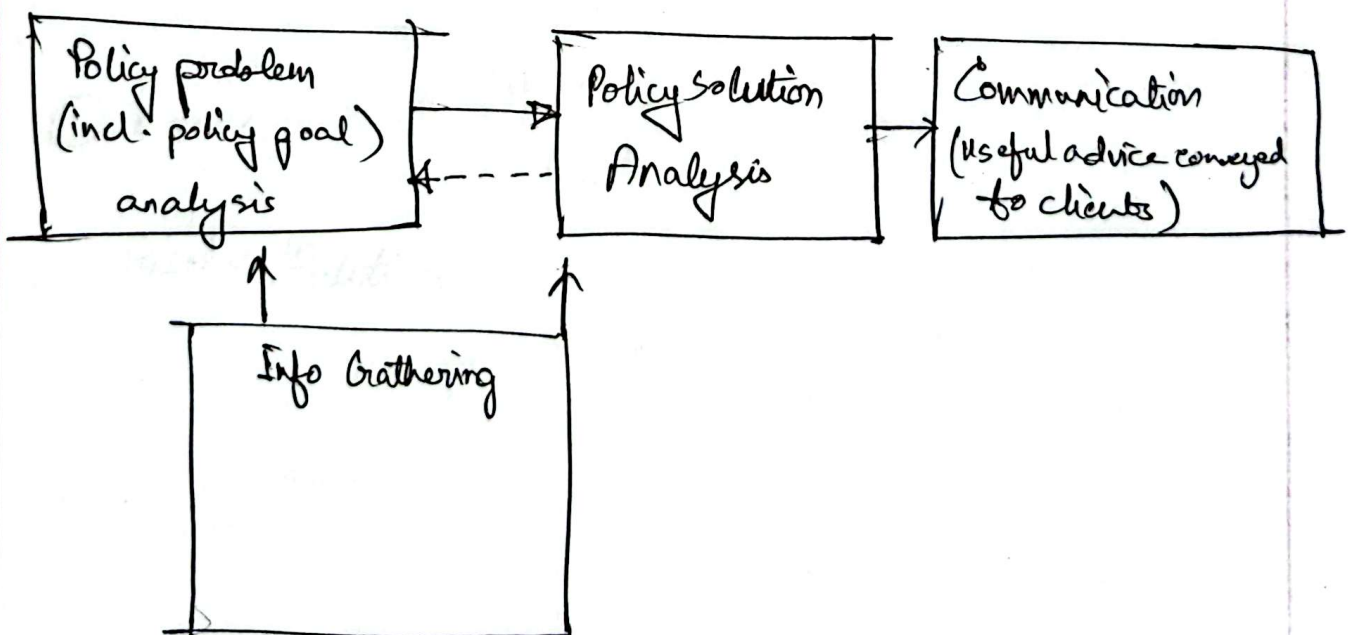 Policy problem
(incl. policy goal)
analysis
Policy Solution
Analysis
Communication
(useful advice conveyed
to clients)
Info Gathering